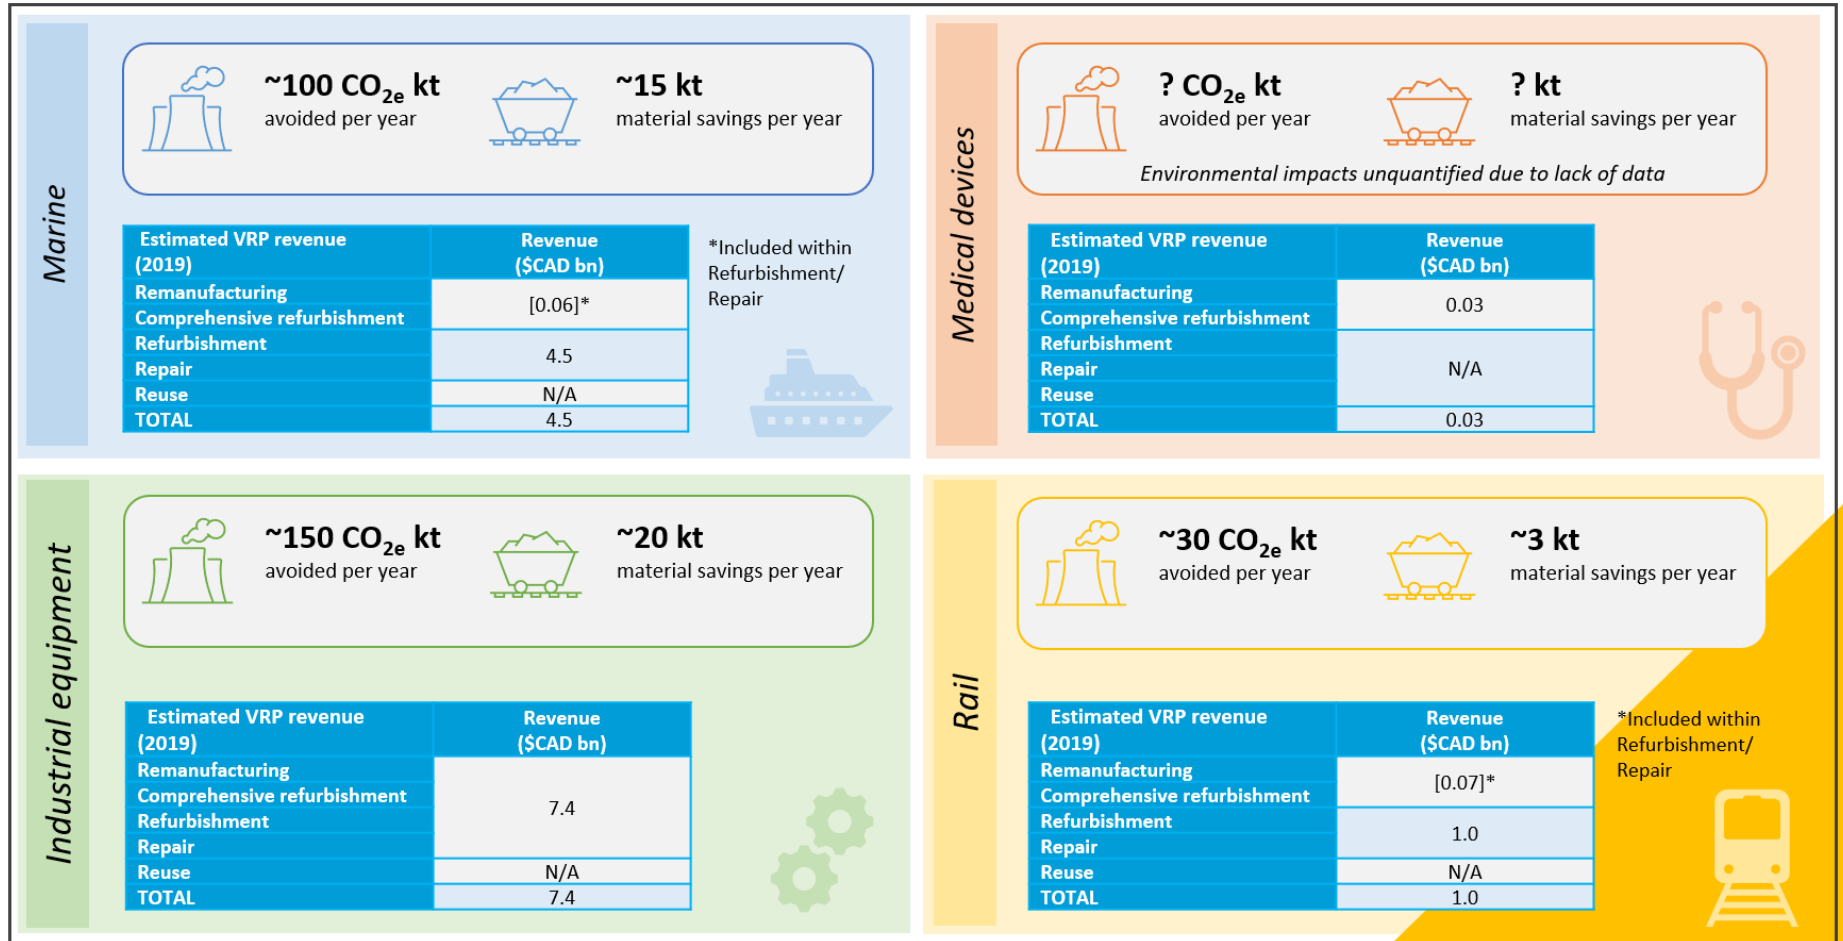 Marine
~100 CO2e kt
avoided per year
~15 kt
material savings per year
Estimated VRP revenue
(2019)
Revenue
($CAD bn)
Remanufacturing
Comprehensive refurbishment
[0.06]*
Refurbishment
Repair
4.5
Reuse
N/A
TOTAL
4.5
*Included within
Refurbishment/
Repair
Medical devices
? CO2e kt
avoided per year
? kt
material savings per year
Environmental impacts unquantified due to lack of data
Estimated VRP revenue
(2019)
Revenue
($CAD bn)
Remanufacturing
Comprehensive refurbishment
0.03
Refurbishment
Repair
Reuse
N/A
TOTAL
0.03
Industrial equipment
~150 CO2e kt
avoided per year
~20 kt
material savings per year
Estimated VRP revenue
(2019)
Revenue
($CAD bn)
Remanufacturing
Comprehensive refurbishment
Refurbishment
Repair
7.4
Reuse
N/A
TOTAL
7.4
Rail
~30 CO2e kt
avoided per year
~3 kt
material savings per year
Estimated VRP revenue
(2019)
Revenue
($CAD bn)
Remanufacturing
Comprehensive refurbishment
[0.07]*
Refurbishment
Repair
1.0
Reuse
N/A
TOTAL
1.0
*Included within
Refurbishment/
Repair